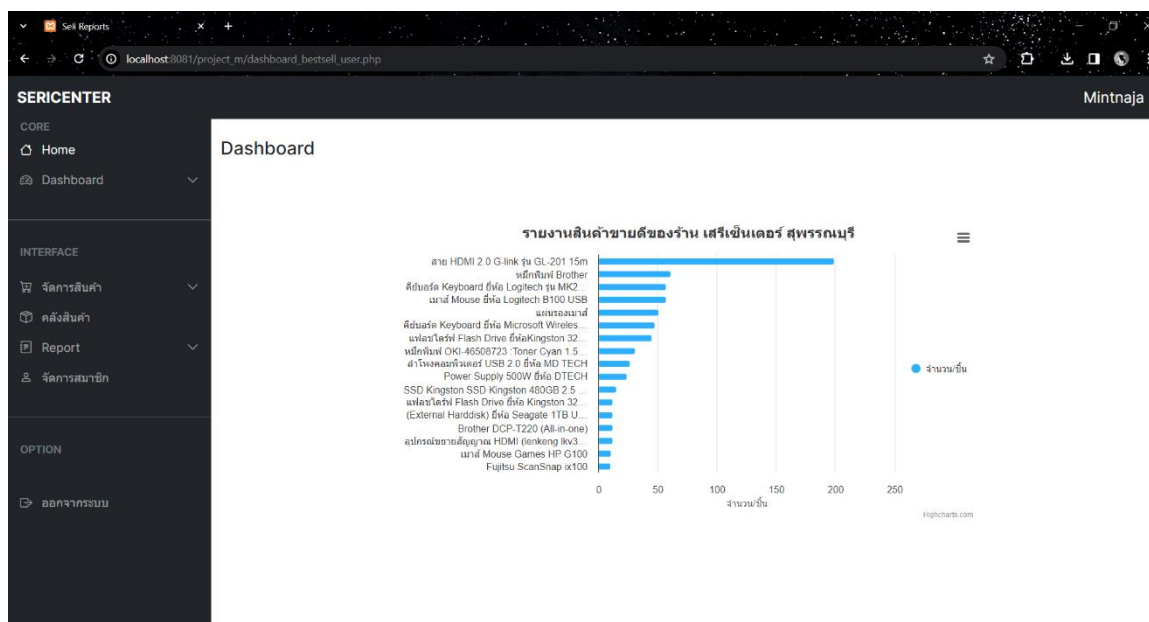 Sell Reports
localhost:8081/project_m/dashboard_bestsell_user.php
SERICENTER
Mintnaja
CORE
Home
Dashboard
INTERFACE
จัดการสินค้า
คลังสินค้า
Report
จัดการสมาชิก
OPTION
ออกจากระบบ
Dashboard
รายงานสินค้าขายดีของร้าน เสรีเซ็นเตอร์ สุพรรณบุรี
สาย HDMI 2.0 G-link รุ่น GL-201 15m
หมึกพิมพ์ Brother
คีย์บอร์ด Keyboard ยี่ห้อ Logitech รุ่น MK2...
เมาส์ Mouse ยี่ห้อ Logitech B100 USB
แผ่นรองเมาส์
คีย์บอร์ด Keyboard ยี่ห้อ Microsoft Wireles...
แฟลชไดร์ฟ Flash Drive ยี่ห้อKingston 32...
หมึกพิมพ์ OKI-46508723 :Toner Cyan 1.5...
ลำโพงคอมพิวเตอร์ USB 2.0 ยี่ห้อ MD TECH
Power Supply 500W ยี่ห้อ DTECH
SSD Kingston SSD Kingston 480GB 2.5 ...
แฟลชไดร์ฟ Flash Drive ยี่ห้อ Kingston 32...
(External Harddisk) ยี่ห้อ Seagate 1TB U...
Brother DCP-T220 (All-in-one)
อุปกรณ์ขยายสัญญาณ HDMI (lenkeng lkv3...
เมาส์ Mouse Games HP G100
Fujitsu ScanSnap ix100
0 50 100 150 200 250
จำนวน/ชิ้น
จำนวน/ชิ้น
Highcharts.com